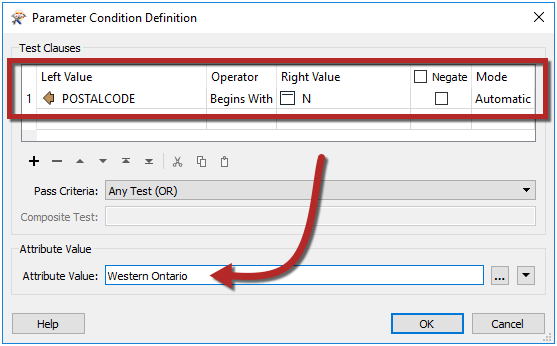 Parameter Condition Definition
Test Clauses
Left Value Operator Right Value Negate Mode
1 POSTALCODE Begins With N Automatic
Pass Criteria: Any Test (OR)
Composite Test:
Attribute Value
Attribute Value: Western Ontario ...
Help OK Cancel